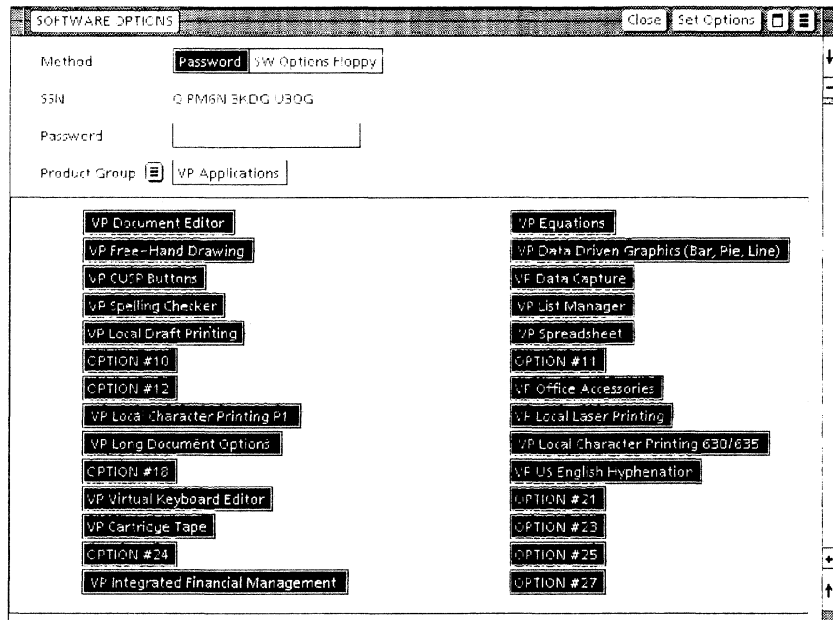 SOFTWARE OPTIONS Close Set Options
Method Password SW Options Floppy
SSN
Password
Product Group VP Applications
VP Document Editor VP Equations
VP Free-Hand Drawing VP Data Driven Graphics (Bar, Pie, Line)
VP CUSP Buttons VP Data Capture
VP Spelling Checker VP List Manager
VP Local Draft Printing VP Spreadsheet
OPTION #10 OPTION #11
OPTION #12 VP Office Accessories
VP Local Character Printing P1 VP Local Laser Printing
VP Long Document Options VP Local Character Printing 630/635
OPTION #18 VP US English Hyphenation
VP Virtual Keyboard Editor OPTION #21
VP Cartridge Tape OPTION #23
OPTION #24 OPTION #25
VP Integrated Financial Management OPTION #27